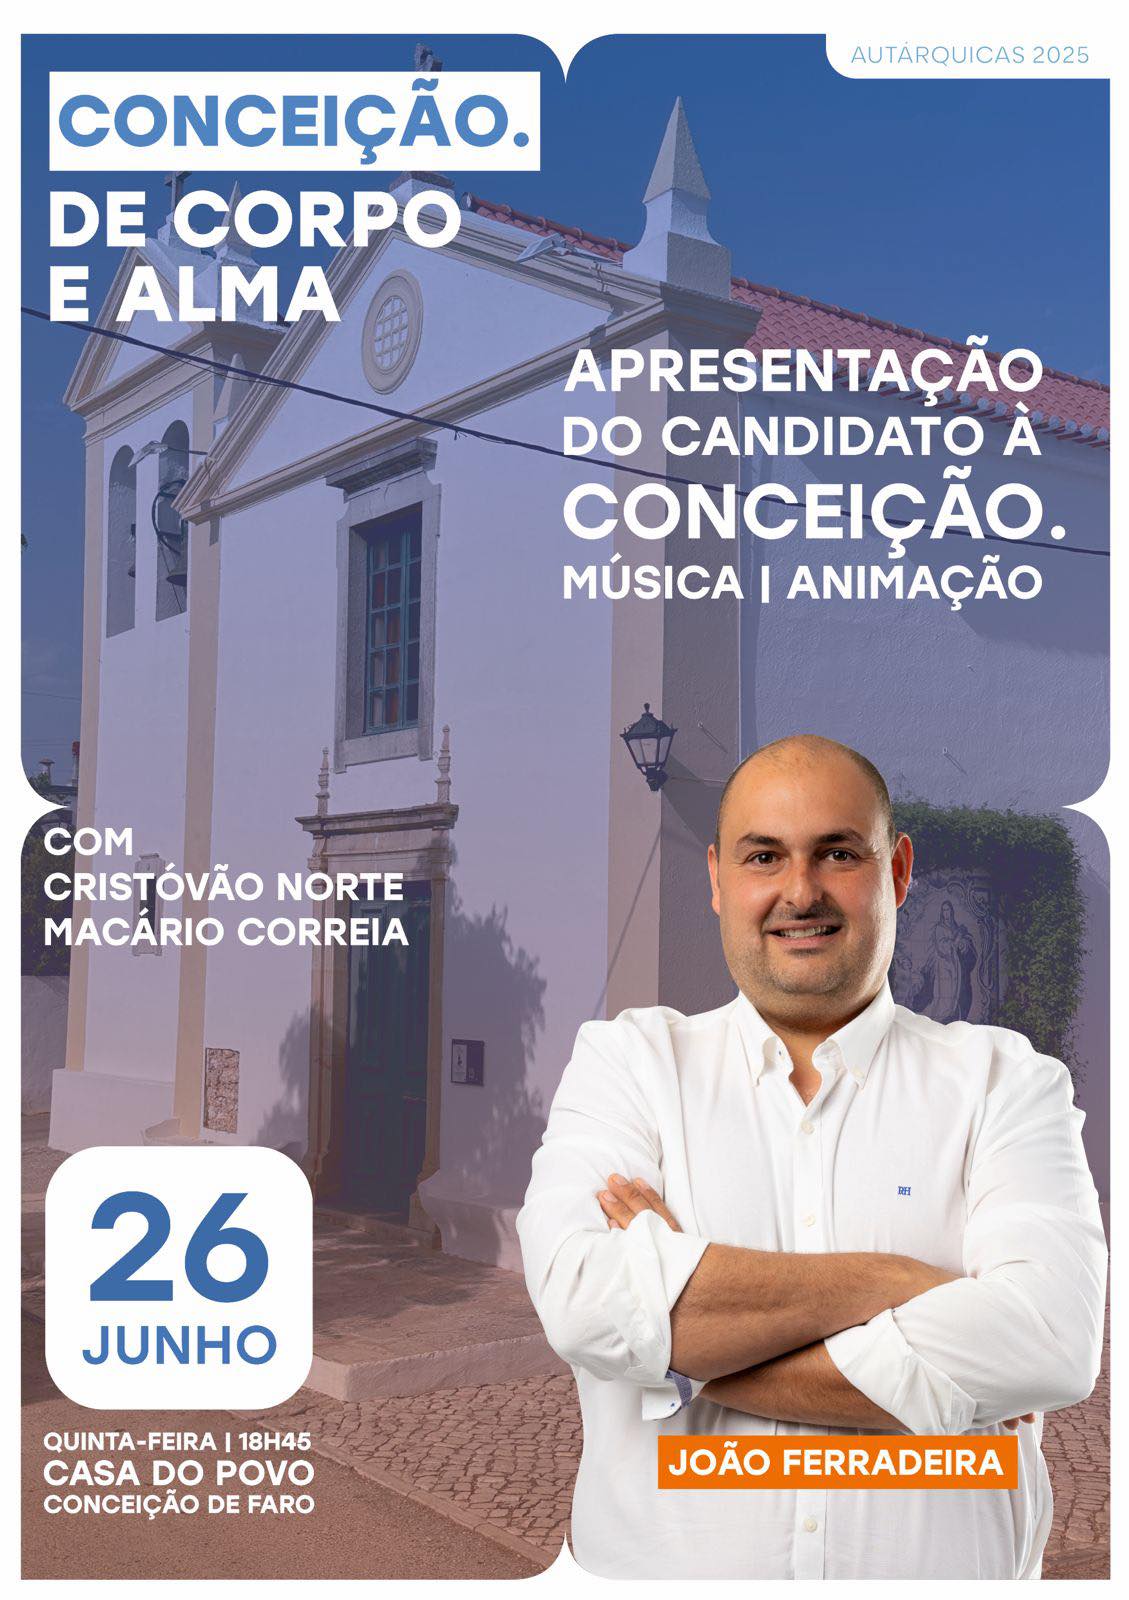 AUTÁRQUICAS 2025
CONCEIÇÃO.
DE CORPO
E ALMA
APRESENTAÇÃO
DO CANDIDATO À
CONCEIÇÃO.
MÚSICA | ANIMAÇÃO
COM
CRISTÓVÃO NORTE
MACÁRIO CORREIA
RH
26
JUNHO
QUINTA-FEIRA | 18H45
CASA DO POVO
CONCEIÇÃO DE FARO
JOÃO FERRADEIRA